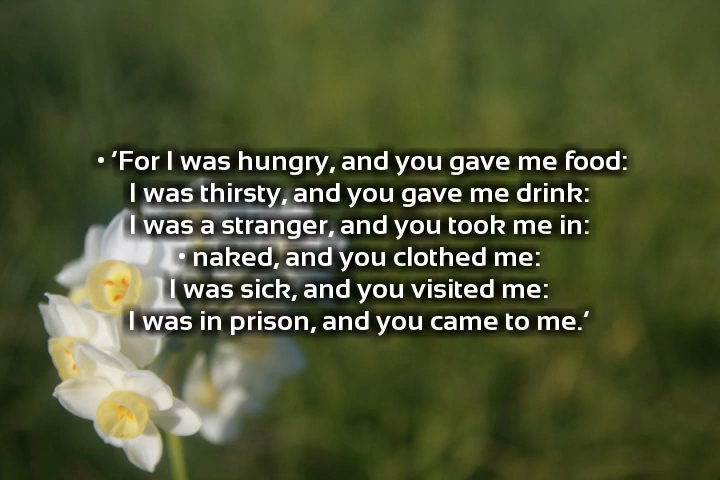 • ‘For I was hungry, and you gave me food:
I was thirsty, and you gave me drink:
I was a stranger, and you took me in:
• naked, and you clothed me:
I was sick, and you visited me:
I was in prison, and you came to me.’